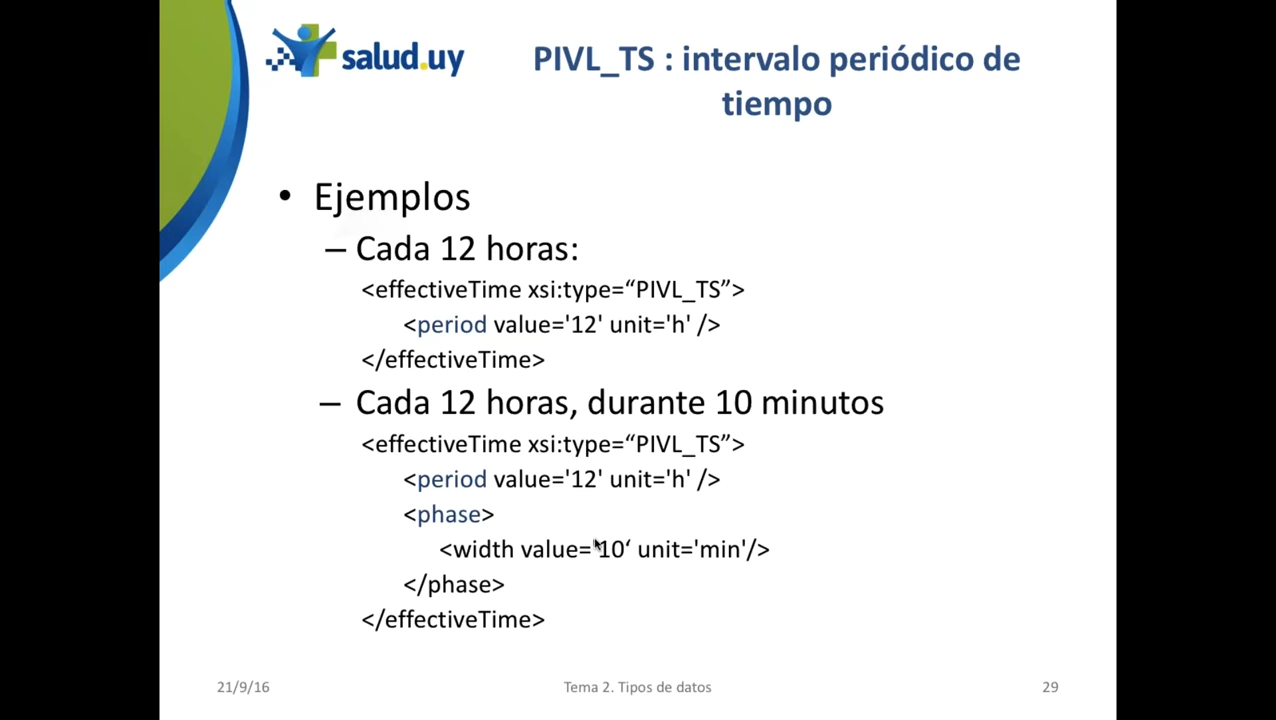 salud.uy
PIVL_TS : intervalo periódico de
tiempo
• Ejemplos
– Cada 12 horas:
<effectiveTime xsi:type=“PIVL_TS”>
<period value='12' unit='h' />
</effectiveTime>
– Cada 12 horas, durante 10 minutos
<effectiveTime xsi:type=“PIVL_TS”>
<period value='12' unit='h' />
<phase>
<width value='10‘ unit='min'/>
</phase>
</effectiveTime>
21/9/16
Tema 2. Tipos de datos
29